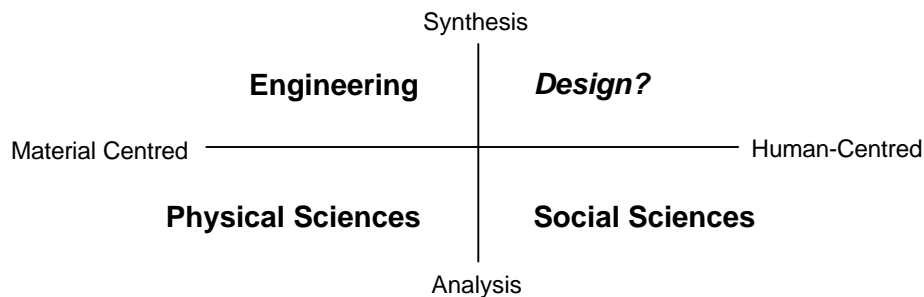 Synthesis
Engineering Design?
Material Centred Human-Centred
Physical Sciences Social Sciences
Analysis